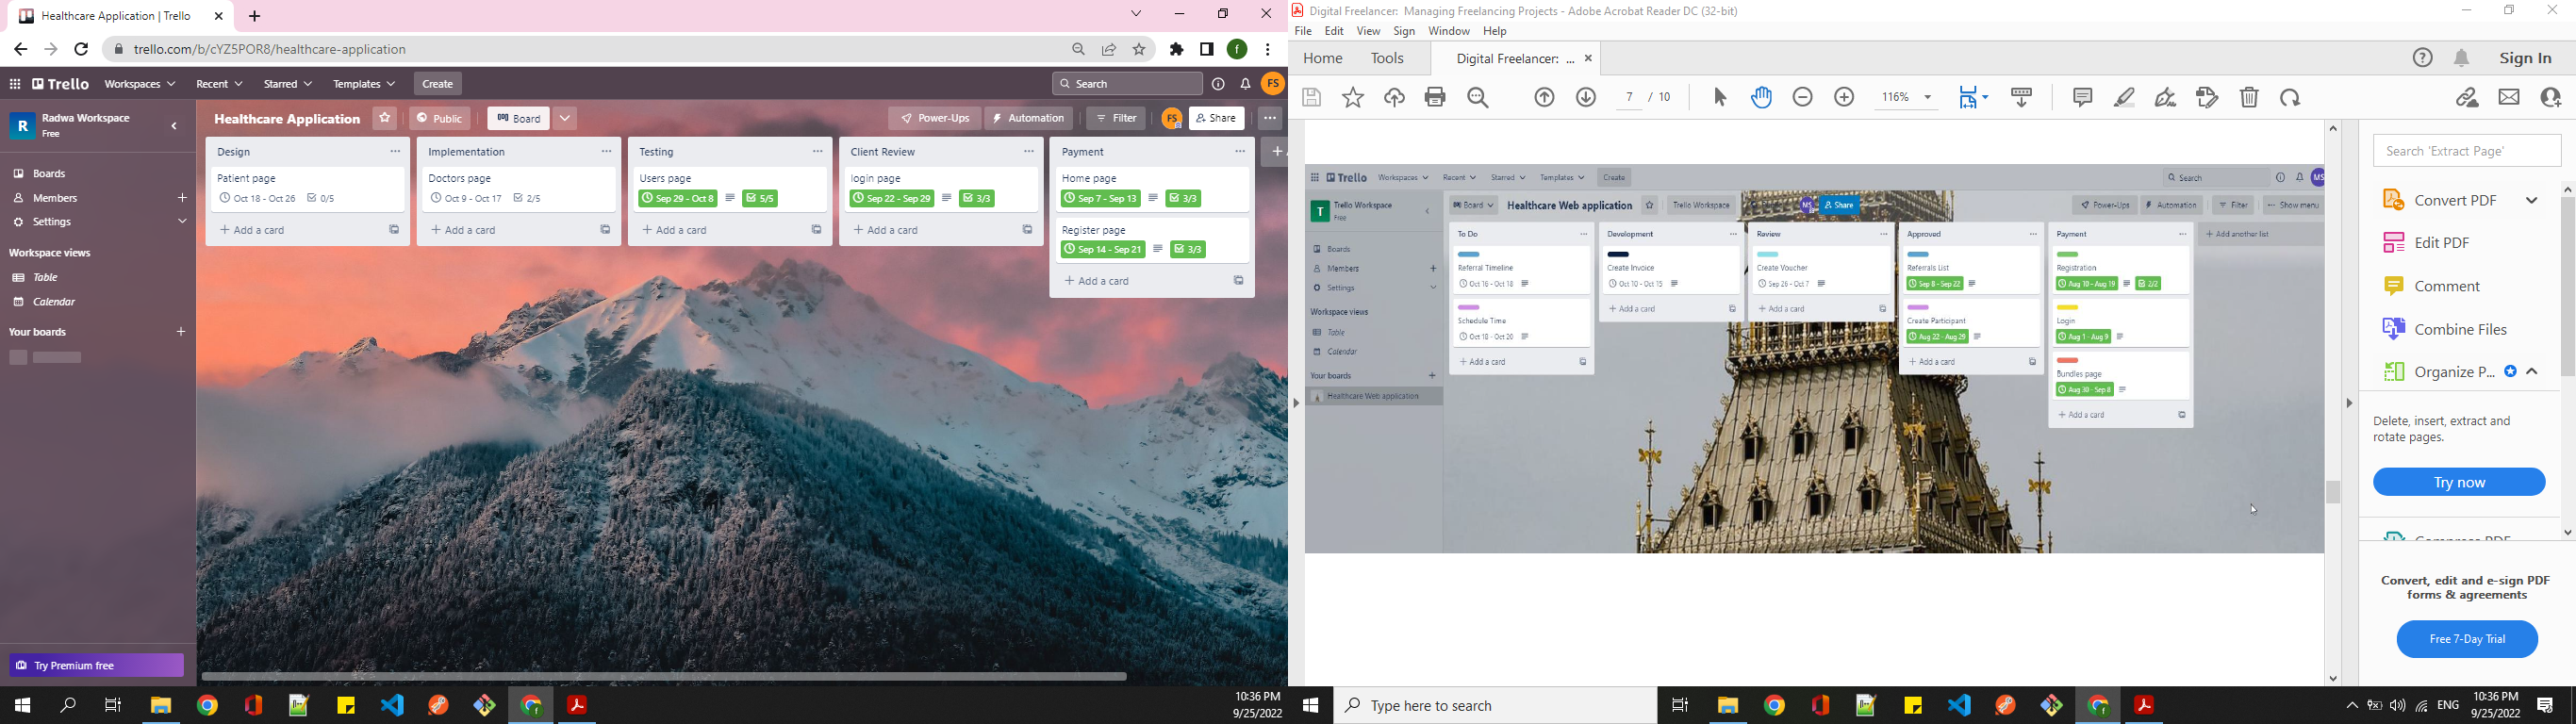 Healthcare Application | Trello
trello.com/b/cYZ5POR8/healthcare-application
f
Trello
Workspaces
Recent
Starred
Templates
Create
Search
FS
R
Radwa Workspace
Free
Boards
Members
Settings
Workspace views
Table
Calendar
Your boards
Try Premium free
Healthcare Application
Public
Board
Power-Ups
Automation
Filter
FS
Share
Design
Patient page
Oct 18 - Oct 26
0/5
+ Add a card
Implementation
Doctors page
Oct 9 - Oct 17
2/5
+ Add a card
Testing
Users page
Sep 29 - Oct 8
5/5
+ Add a card
Client Review
login page
Sep 22 - Sep 29
3/3
+ Add a card
Payment
Home page
Sep 7 - Sep 13
3/3
Register page
Sep 14 - Sep 21
3/3
+ Add a card
10:36 PM
9/25/2022
Digital Freelancer: Managing Freelancing Projects - Adobe Acrobat Reader DC (32-bit)
File Edit View Sign Window Help
Home
Tools
Digital Freelancer: ...
Sign In
7 / 10
116%
Trello
Workspaces
Recent
Starred
Templates
Create
Search
MS
T
Trello Workspace
Free
Boards
Members
Settings
Workspace views
Table
Calendar
Your boards
Healthcare Web application
Board
Healthcare Web application
Trello Workspace
MS
Share
Power-Ups
Automation
Filter
Show menu
To Do
Referral Timeline
Oct 16 - Oct 18
Schedule Time
Oct 18 - Oct 20
+ Add a card
Development
Create Invoice
Oct 10 - Oct 15
+ Add a card
Review
Create Voucher
Sep 26 - Oct 7
+ Add a card
Approved
Referrals List
Sep 8 - Sep 22
Create Participant
Aug 22 - Aug 29
+ Add a card
Payment
Registration
Aug 10 - Aug 19
2/2
Login
Aug 1 - Aug 9
Bundles page
Aug 30 - Sep 8
+ Add a card
+ Add another list
Search 'Extract Page'
Convert PDF
Edit PDF
Comment
Combine Files
Organize P...
Delete, insert, extract and
rotate pages.
Try now
Compress PDF
Convert, edit and e-sign PDF
forms & agreements
Free 7-Day Trial
Type here to search
ENG
10:36 PM
9/25/2022